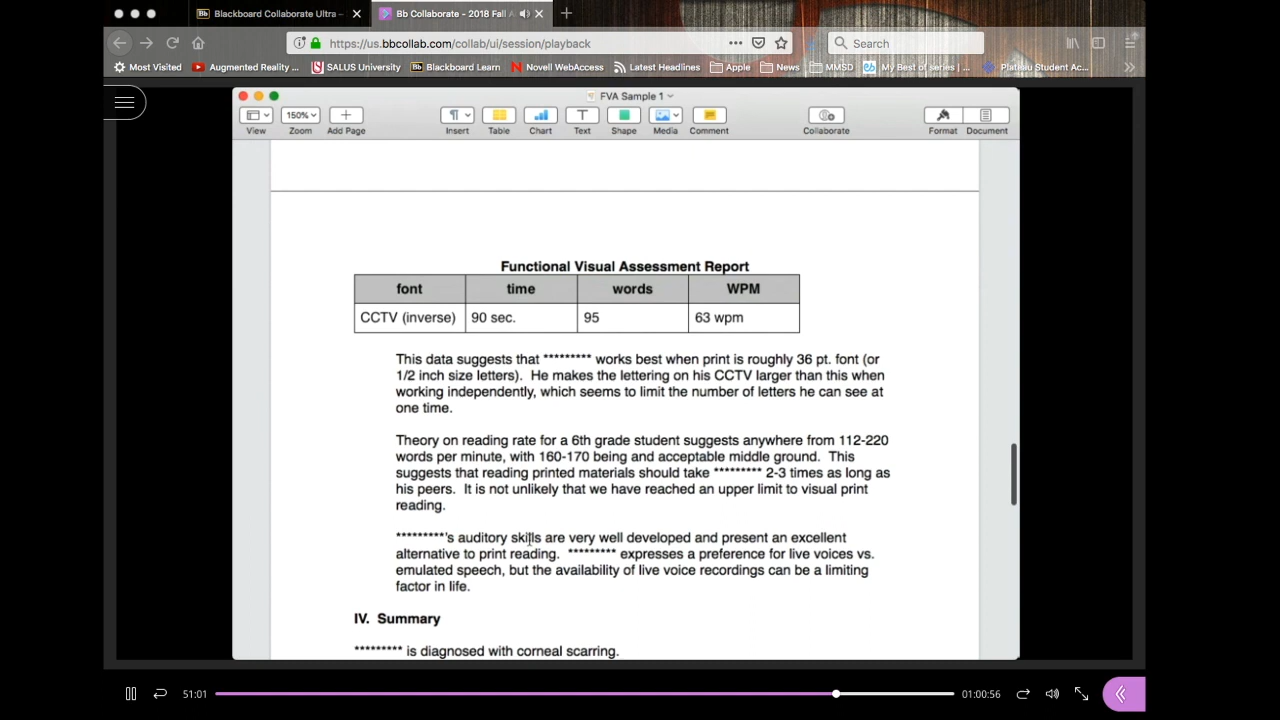 Blackboard Collaborate Ultra –
Bb Collaborate - 2018 Fall A
https://us.bbcollab.com/collab/ui/session/playback
Search
Most Visited
Augmented Reality ...
SALUS University
Blackboard Learn
Novell WebAccess
Latest Headlines
Apple
News
MMSD
My Best of series | ...
Plateau Student Ac...
FVA Sample 1
150%
View
Zoom
Add Page
Insert
Table
Chart
Text
Shape
Media
Comment
Collaborate
Format
Document
Functional Visual Assessment Report
font time words WPM
CCTV (inverse) 90 sec. 95 63 wpm
This data suggests that ********* works best when print is roughly 36 pt. font (or
1/2 inch size letters). He makes the lettering on his CCTV larger than this when
working independently, which seems to limit the number of letters he can see at
one time.
Theory on reading rate for a 6th grade student suggests anywhere from 112-220
words per minute, with 160-170 being and acceptable middle ground. This
suggests that reading printed materials should take ********* 2-3 times as long as
his peers. It is not unlikely that we have reached an upper limit to visual print
reading.
*********'s auditory skills are very well developed and present an excellent
alternative to print reading. ********* expresses a preference for live voices vs.
emulated speech, but the availability of live voice recordings can be a limiting
factor in life.
IV. Summary
********* is diagnosed with corneal scarring.
51:01
01:00:56